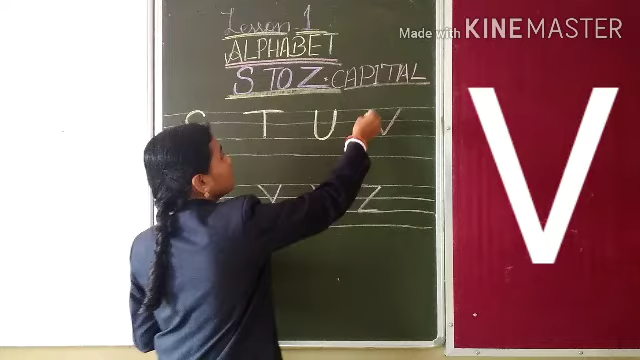 Made with KINEMASTER
Lesson 1
ALPHABET
S TO Z · CAPITAL
S T U V
Y Z
V